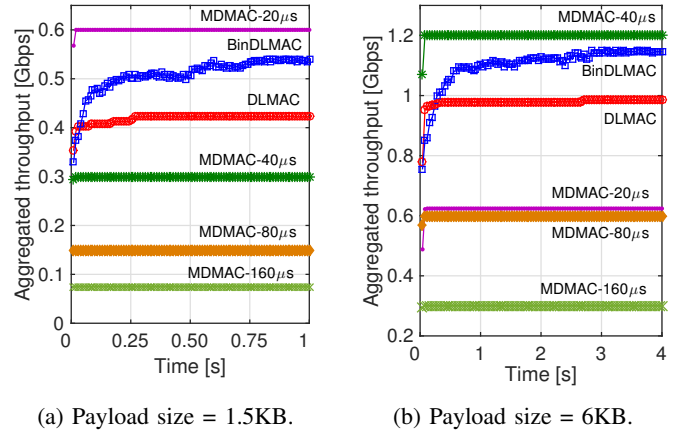 Aggregated throughput [Gbps]
0.6
0.5
0.4
0.3
0.2
0.1
0
MDMAC-20μs
BinDLMAC
DLMAC
MDMAC-40μs
MDMAC-80μs
MDMAC-160μs
0 0.25 0.5 0.75 1
Time [s]
(a) Payload size = 1.5KB.
Aggregated throughput [Gbps]
1.2
1
0.8
0.6
0.4
0.2
MDMAC-40μs
BinDLMAC
DLMAC
MDMAC-20μs
MDMAC-80μs
MDMAC-160μs
0 1 2 3 4
Time [s]
(b) Payload size = 6KB.